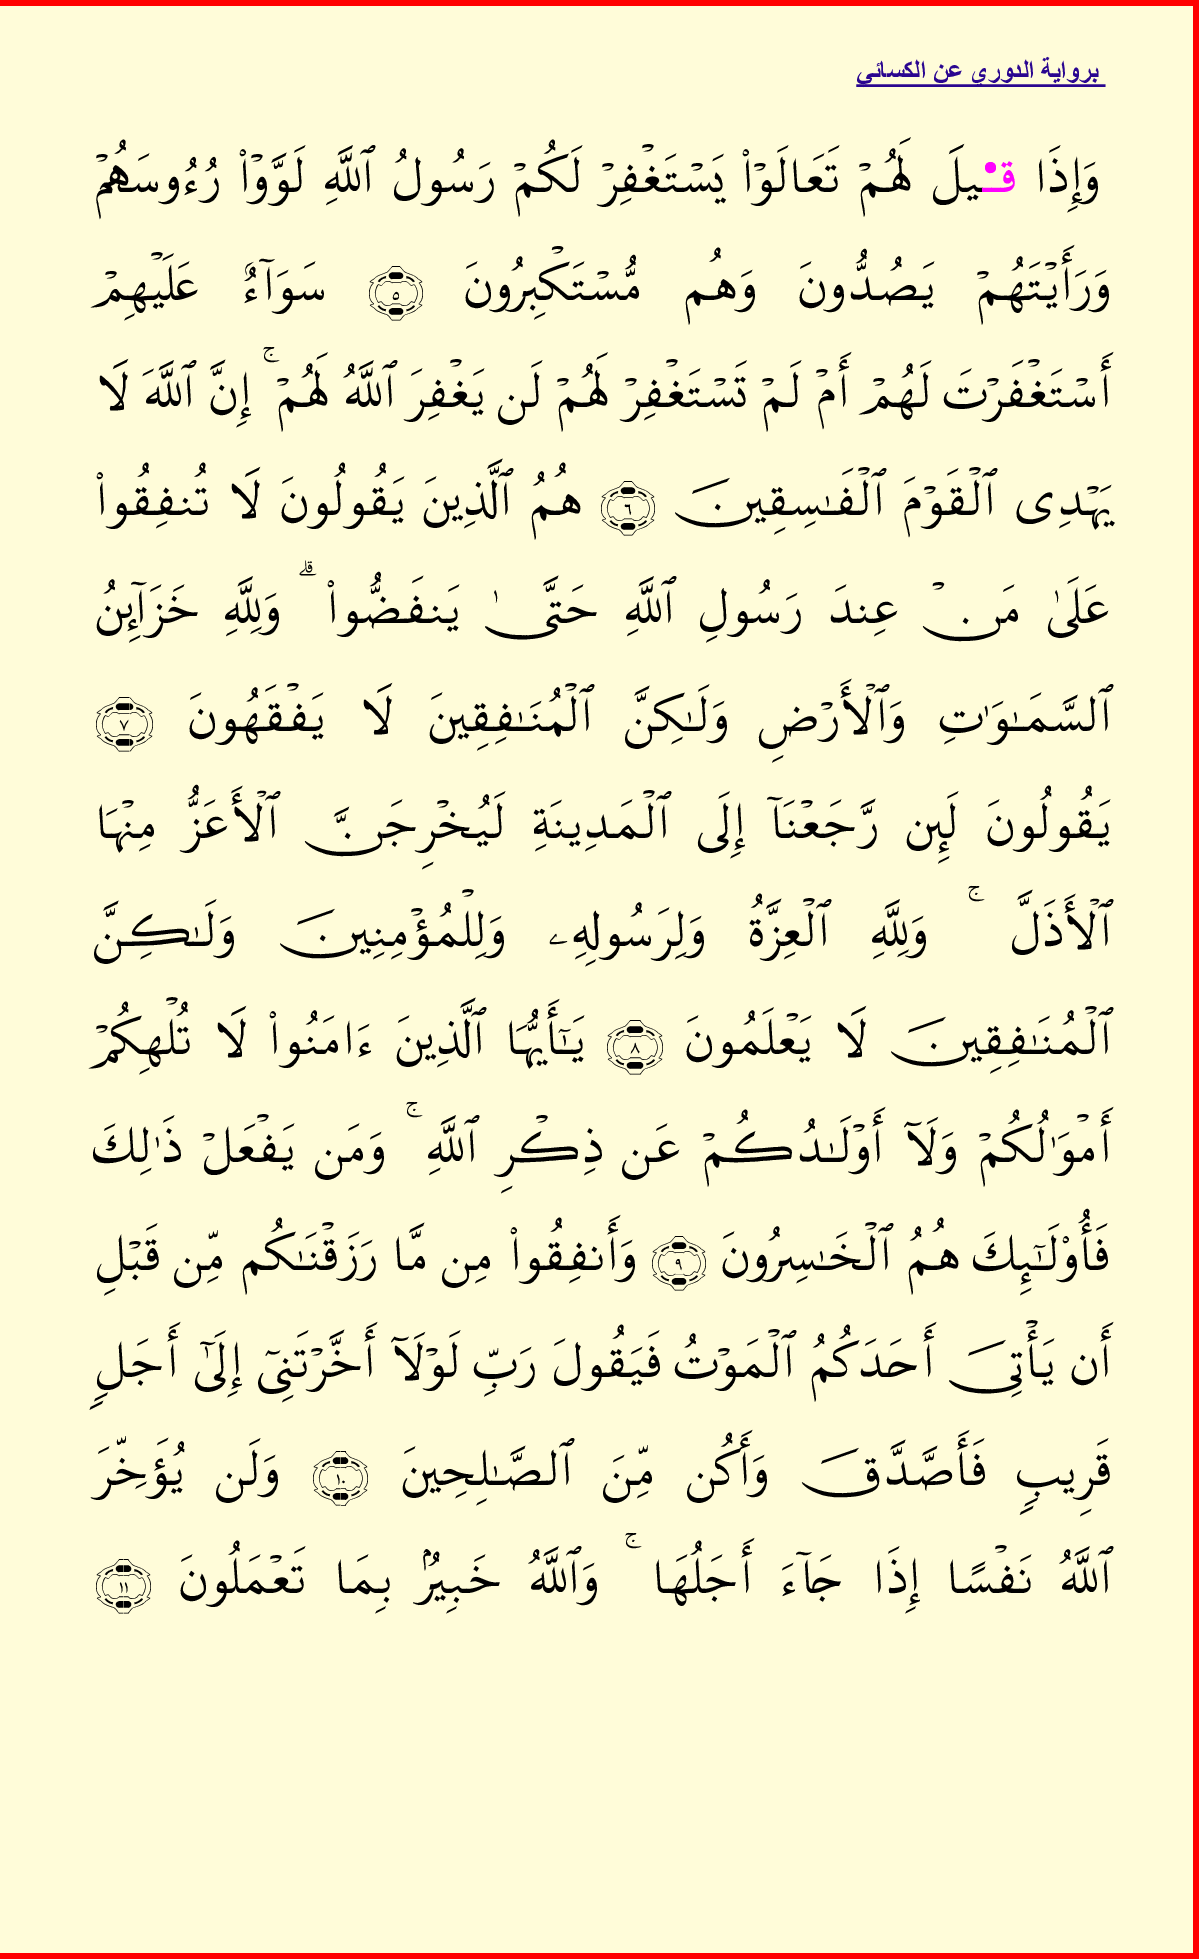 برواية الدوري عن الكسائي
وَإِذَا قِيلَ لَهُمْ تَعَالَوْا۟ يَسْتَغْفِرْ لَكُمْ رَسُولُ ٱللَّهِ لَوَّوْا۟ رُءُوسَهُمْ
وَرَأَيْتَهُمْ يَصُدُّونَ وَهُم مُّسْتَكْبِرُونَ ٥ سَوَآءٌ عَلَيْهِمْ
أَسْتَغْفَرْتَ لَهُمْ أَمْ لَمْ تَسْتَغْفِرْ لَهُمْ لَن يَغْفِرَ ٱللَّهُ لَهُمْ ۚ إِنَّ ٱللَّهَ لَا
يَهْدِى ٱلْقَوْمَ ٱلْفَـٰسِقِينَ ٦ هُمُ ٱلَّذِينَ يَقُولُونَ لَا تُنفِقُوا۟
عَلَىٰ مَنْ عِندَ رَسُولِ ٱللَّهِ حَتَّىٰ يَنفَضُّوا۟ ۗ وَلِلَّهِ خَزَآئِنُ
ٱلسَّمَـٰوَٰتِ وَٱلْأَرْضِ وَلَـٰكِنَّ ٱلْمُنَـٰفِقِينَ لَا يَفْقَهُونَ ٧
يَقُولُونَ لَئِن رَّجَعْنَآ إِلَى ٱلْمَدِينَةِ لَيُخْرِجَنَّ ٱلْأَعَزُّ مِنْهَا
ٱلْأَذَلَّ ۚ وَلِلَّهِ ٱلْعِزَّةُ وَلِرَسُولِهِۦ وَلِلْمُؤْمِنِينَ وَلَـٰكِنَّ
ٱلْمُنَـٰفِقِينَ لَا يَعْلَمُونَ ٨ يَـٰٓأَيُّهَا ٱلَّذِينَ ءَامَنُوا۟ لَا تُلْهِكُمْ
أَمْوَٰلُكُمْ وَلَآ أَوْلَـٰدُكُمْ عَن ذِكْرِ ٱللَّهِ ۚ وَمَن يَفْعَلْ ذَٰلِكَ
فَأُو۟لَـٰٓئِكَ هُمُ ٱلْخَـٰسِرُونَ ٩ وَأَنفِقُوا۟ مِن مَّا رَزَقْنَـٰكُم مِّن قَبْلِ
أَن يَأْتِىَ أَحَدَكُمُ ٱلْمَوْتُ فَيَقُولَ رَبِّ لَوْلَآ أَخَّرْتَنِىٓ إِلَىٰٓ أَجَلٍ
قَرِيبٍ فَأَصَّدَّقَ وَأَكُن مِّنَ ٱلصَّـٰلِحِينَ ١٠ وَلَن يُؤَخِّرَ
ٱللَّهُ نَفْسًا إِذَا جَآءَ أَجَلُهَا ۚ وَٱللَّهُ خَبِيرٌۢ بِمَا تَعْمَلُونَ ١١